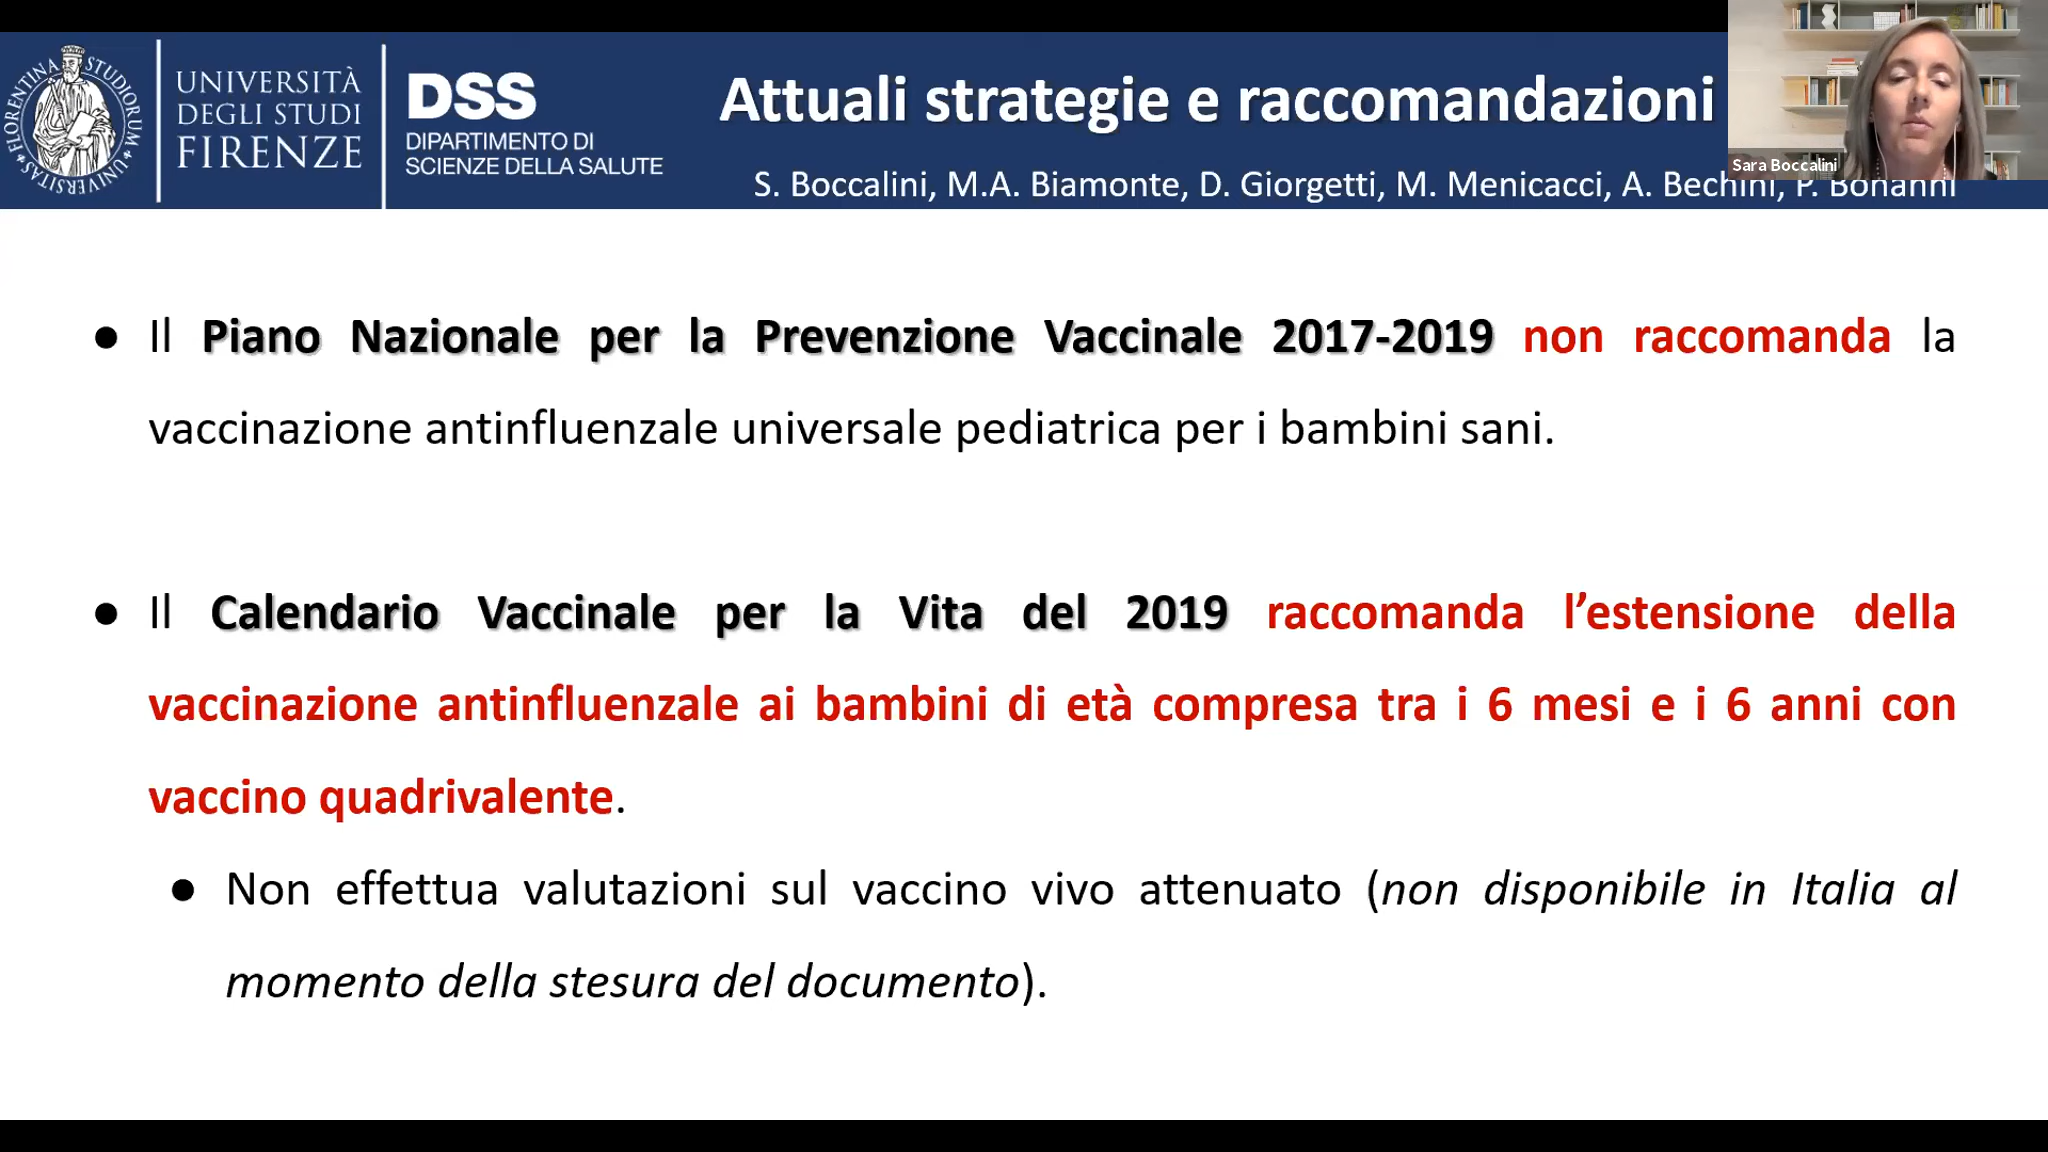 FLORENTINA STUDIORUM UNIVERSITAS
UNIVERSITÀ
DEGLI STUDI
FIRENZE
DSS
DIPARTIMENTO DI
SCIENZE DELLA SALUTE
Attuali strategie e raccomandazioni
S. Boccalini, M.A. Biamonte, D. Giorgetti, M. Menicacci, A. Bechini, P. Bonanni
Sara Boccalini
● Il Piano Nazionale per la Prevenzione Vaccinale 2017-2019 non raccomanda la
vaccinazione antinfluenzale universale pediatrica per i bambini sani.
● Il Calendario Vaccinale per la Vita del 2019 raccomanda l’estensione della
vaccinazione antinfluenzale ai bambini di età compresa tra i 6 mesi e i 6 anni con
vaccino quadrivalente.
● Non effettua valutazioni sul vaccino vivo attenuato (non disponibile in Italia al
momento della stesura del documento).